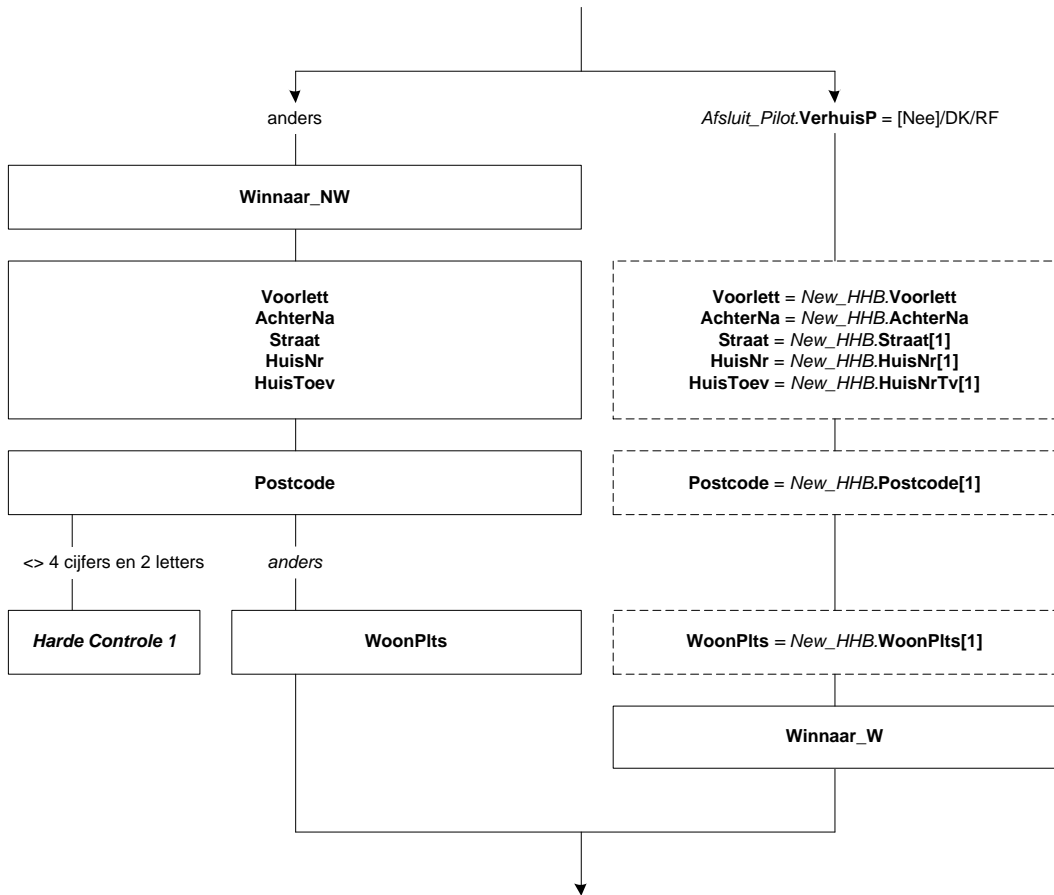 anders
Afsluit_Pilot.VerhuisP = [Nee]/DK/RF
Winnaar_NW
Voorlett
AchterNa
Straat
HuisNr
HuisToev
Voorlett = New_HHB.Voorlett
AchterNa = New_HHB.AchterNa
Straat = New_HHB.Straat[1]
HuisNr = New_HHB.HuisNr[1]
HuisToev = New_HHB.HuisNrTv[1]
Postcode
Postcode = New_HHB.Postcode[1]
<> 4 cijfers en 2 letters
anders
Harde Controle 1
WoonPlts
WoonPlts = New_HHB.WoonPlts[1]
Winnaar_W